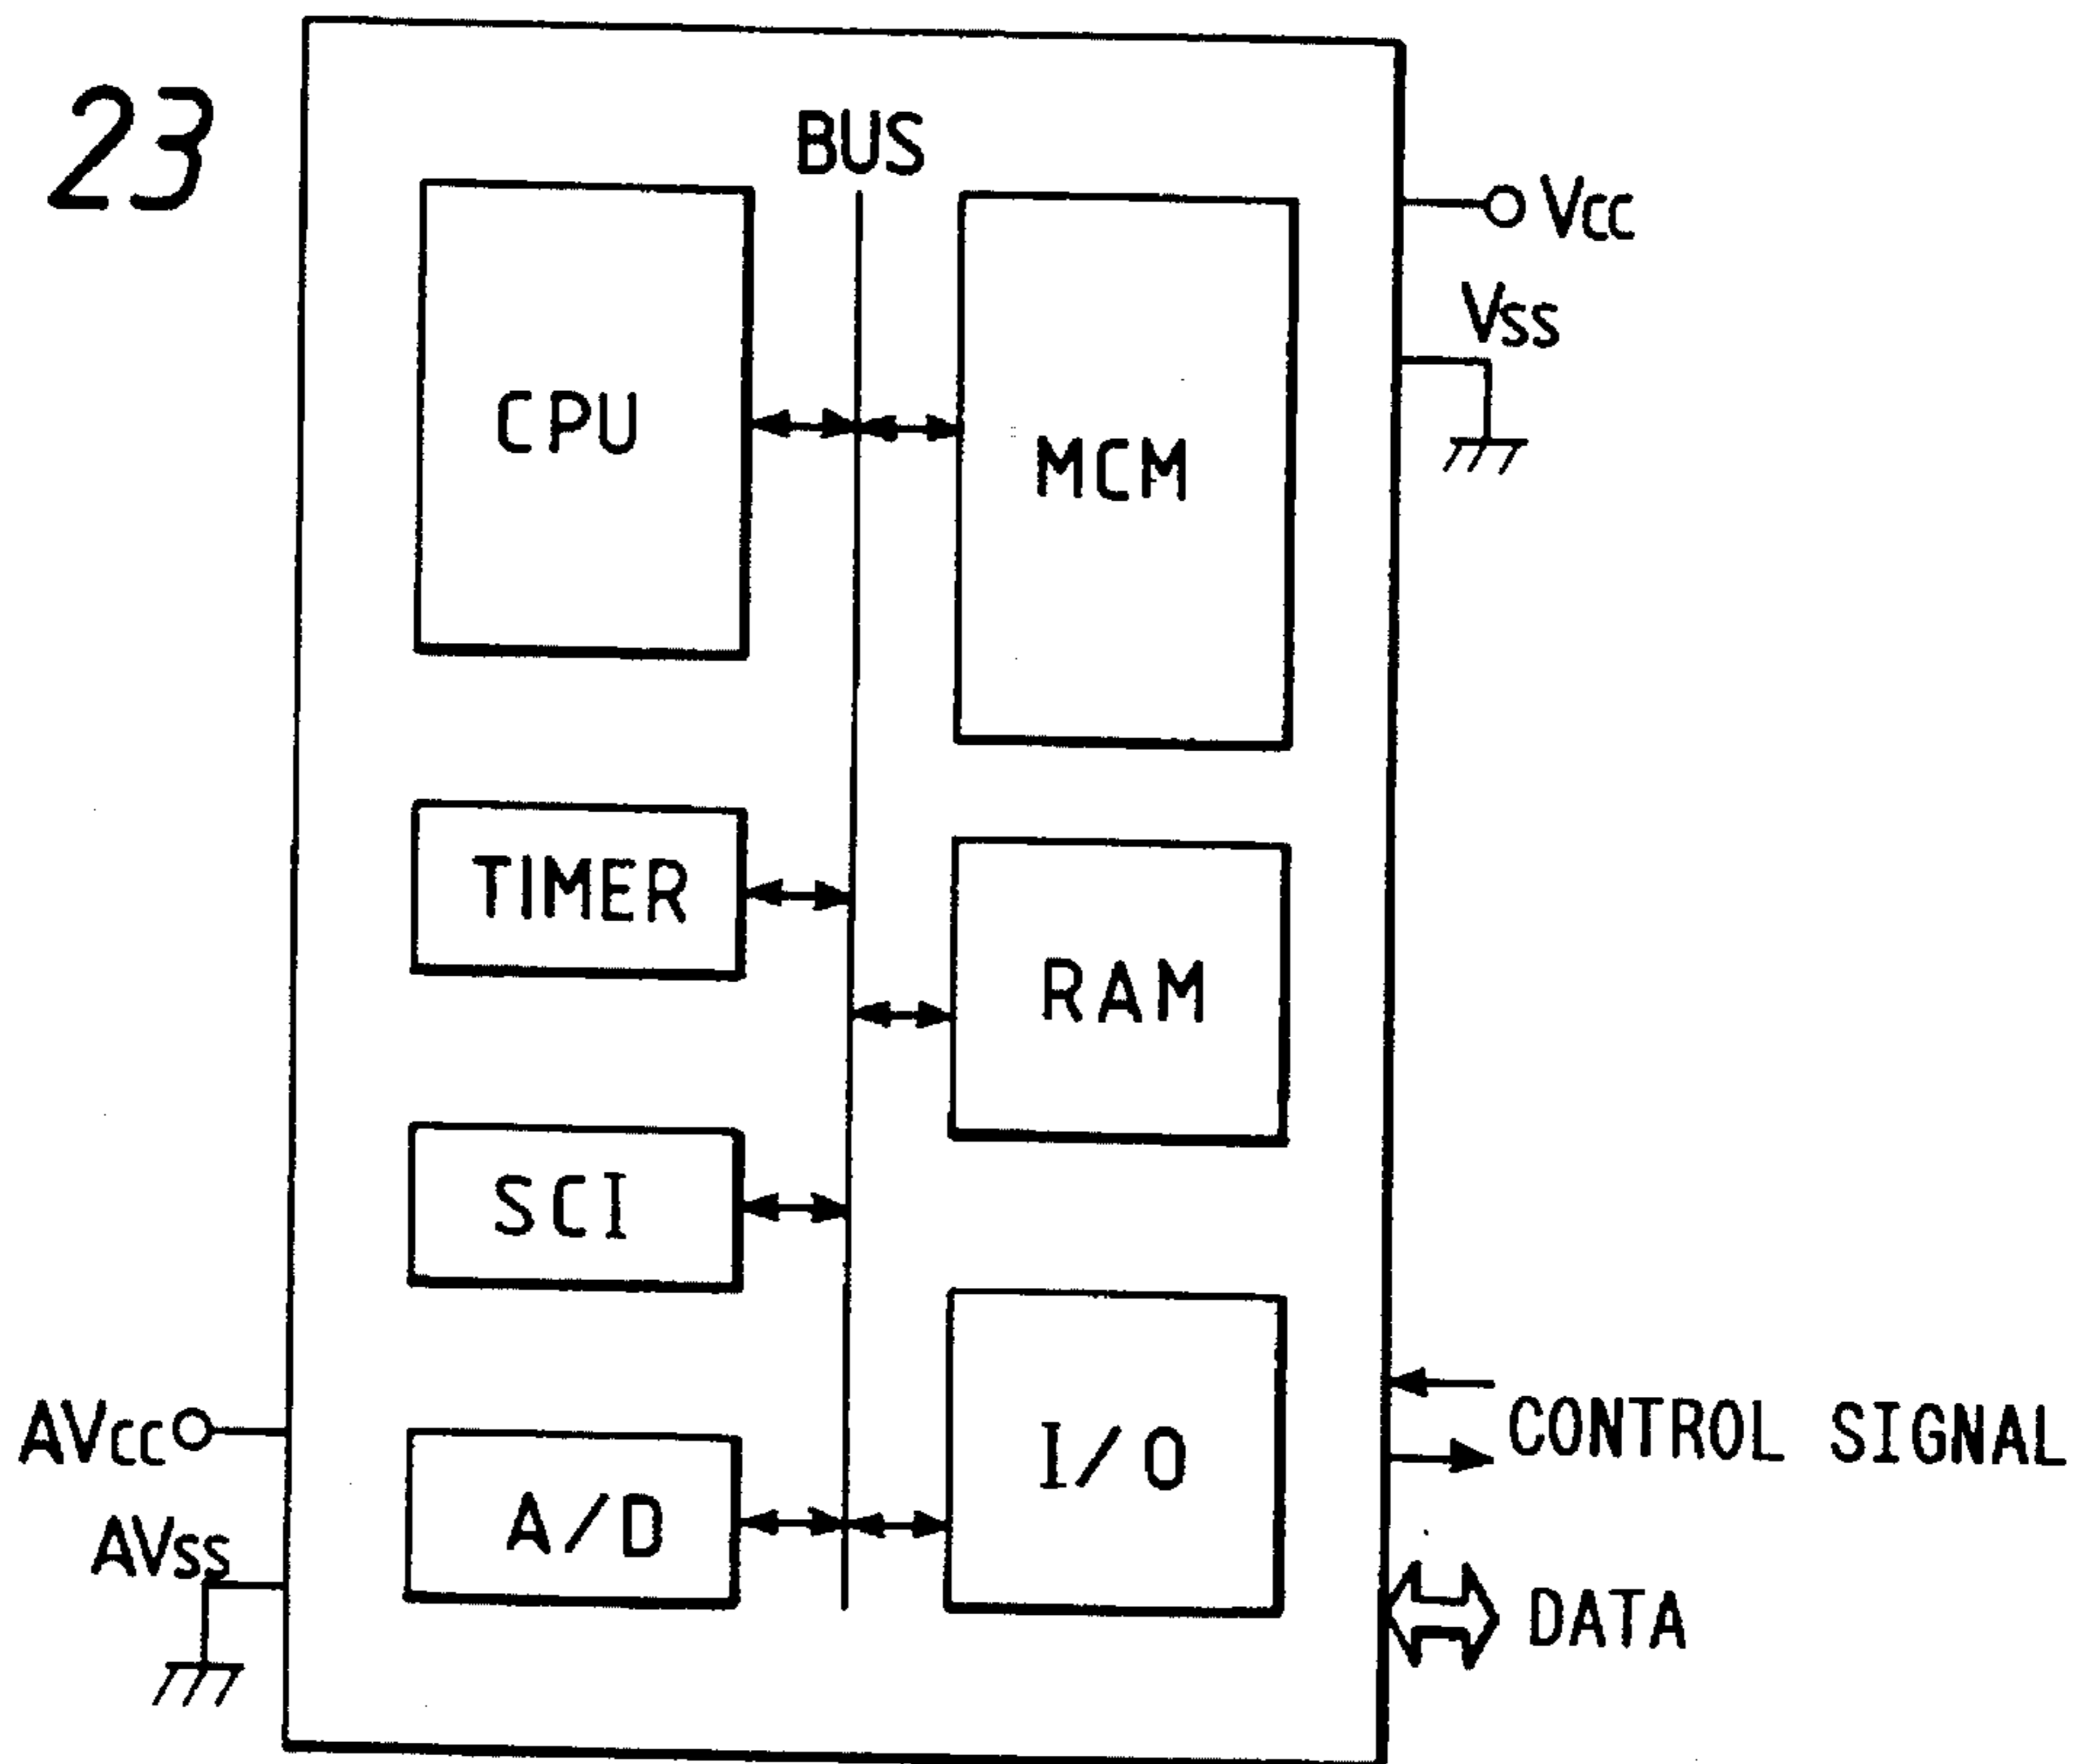 23
BUS
Vcc
Vss
CPU
MCM
TIMER
RAM
SCI
AVcc
I/O
CONTROL SIGNAL
A/D
AVss
DATA